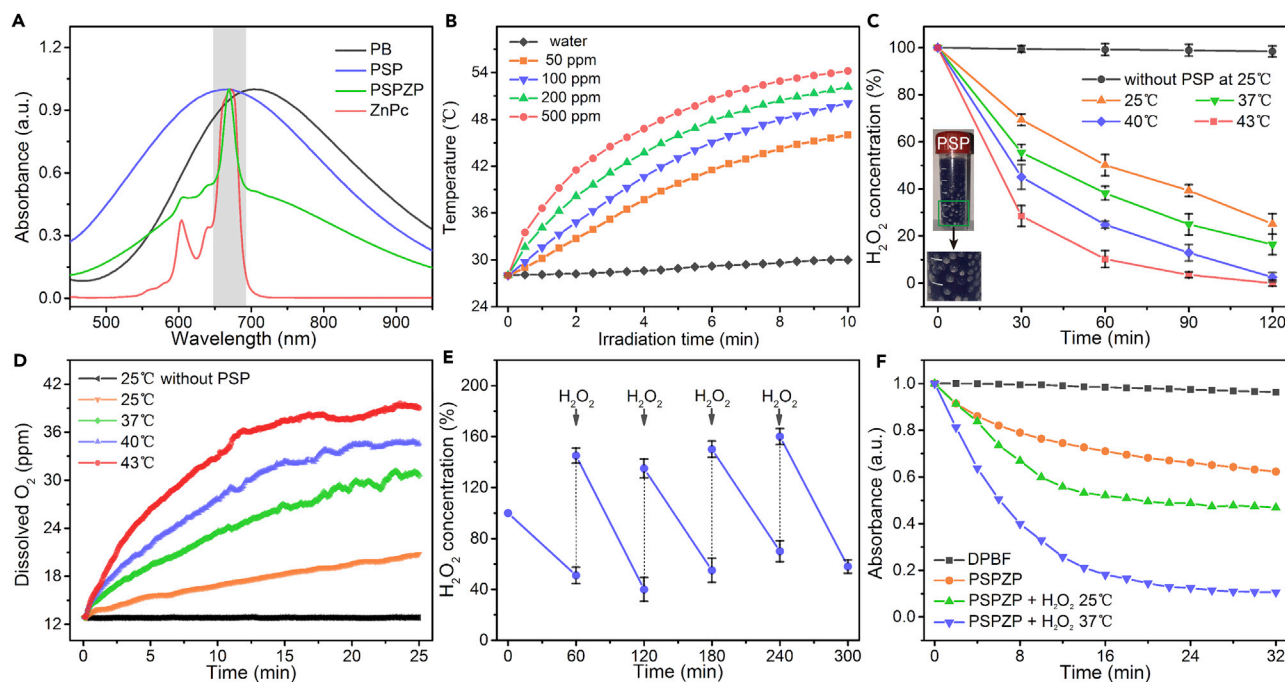 A
Absorbance (a.u.)
1.2
0.9
0.6
0.3
0.0
PB
PSP
PSPZP
ZnPc
500 600 700 800 900
Wavelength (nm)
B
Temperature (℃)
54
48
42
36
30
24
water
50 ppm
100 ppm
200 ppm
500 ppm
0 2 4 6 8 10
Irradiation time (min)
C
H₂O₂ concentration (%)
100
80
60
40
20
0
without PSP at 25℃
25℃ 37℃
40℃ 43℃
PSP
0 30 60 90 120
Time (min)
D
Dissolved O₂ (ppm)
42
36
30
24
18
12
25℃ without PSP
25℃
37℃
40℃
43℃
0 5 10 15 20 25
Time (min)
E
H₂O₂ concentration (%)
200
160
120
80
40
0
H₂O₂ H₂O₂ H₂O₂ H₂O₂
0 60 120 180 240 300
Time (min)
F
Absorbance (a.u.)
1.0
0.8
0.6
0.4
0.2
0.0
DPBF
PSPZP
PSPZP + H₂O₂ 25℃
PSPZP + H₂O₂ 37℃
0 8 16 24 32
Time (min)